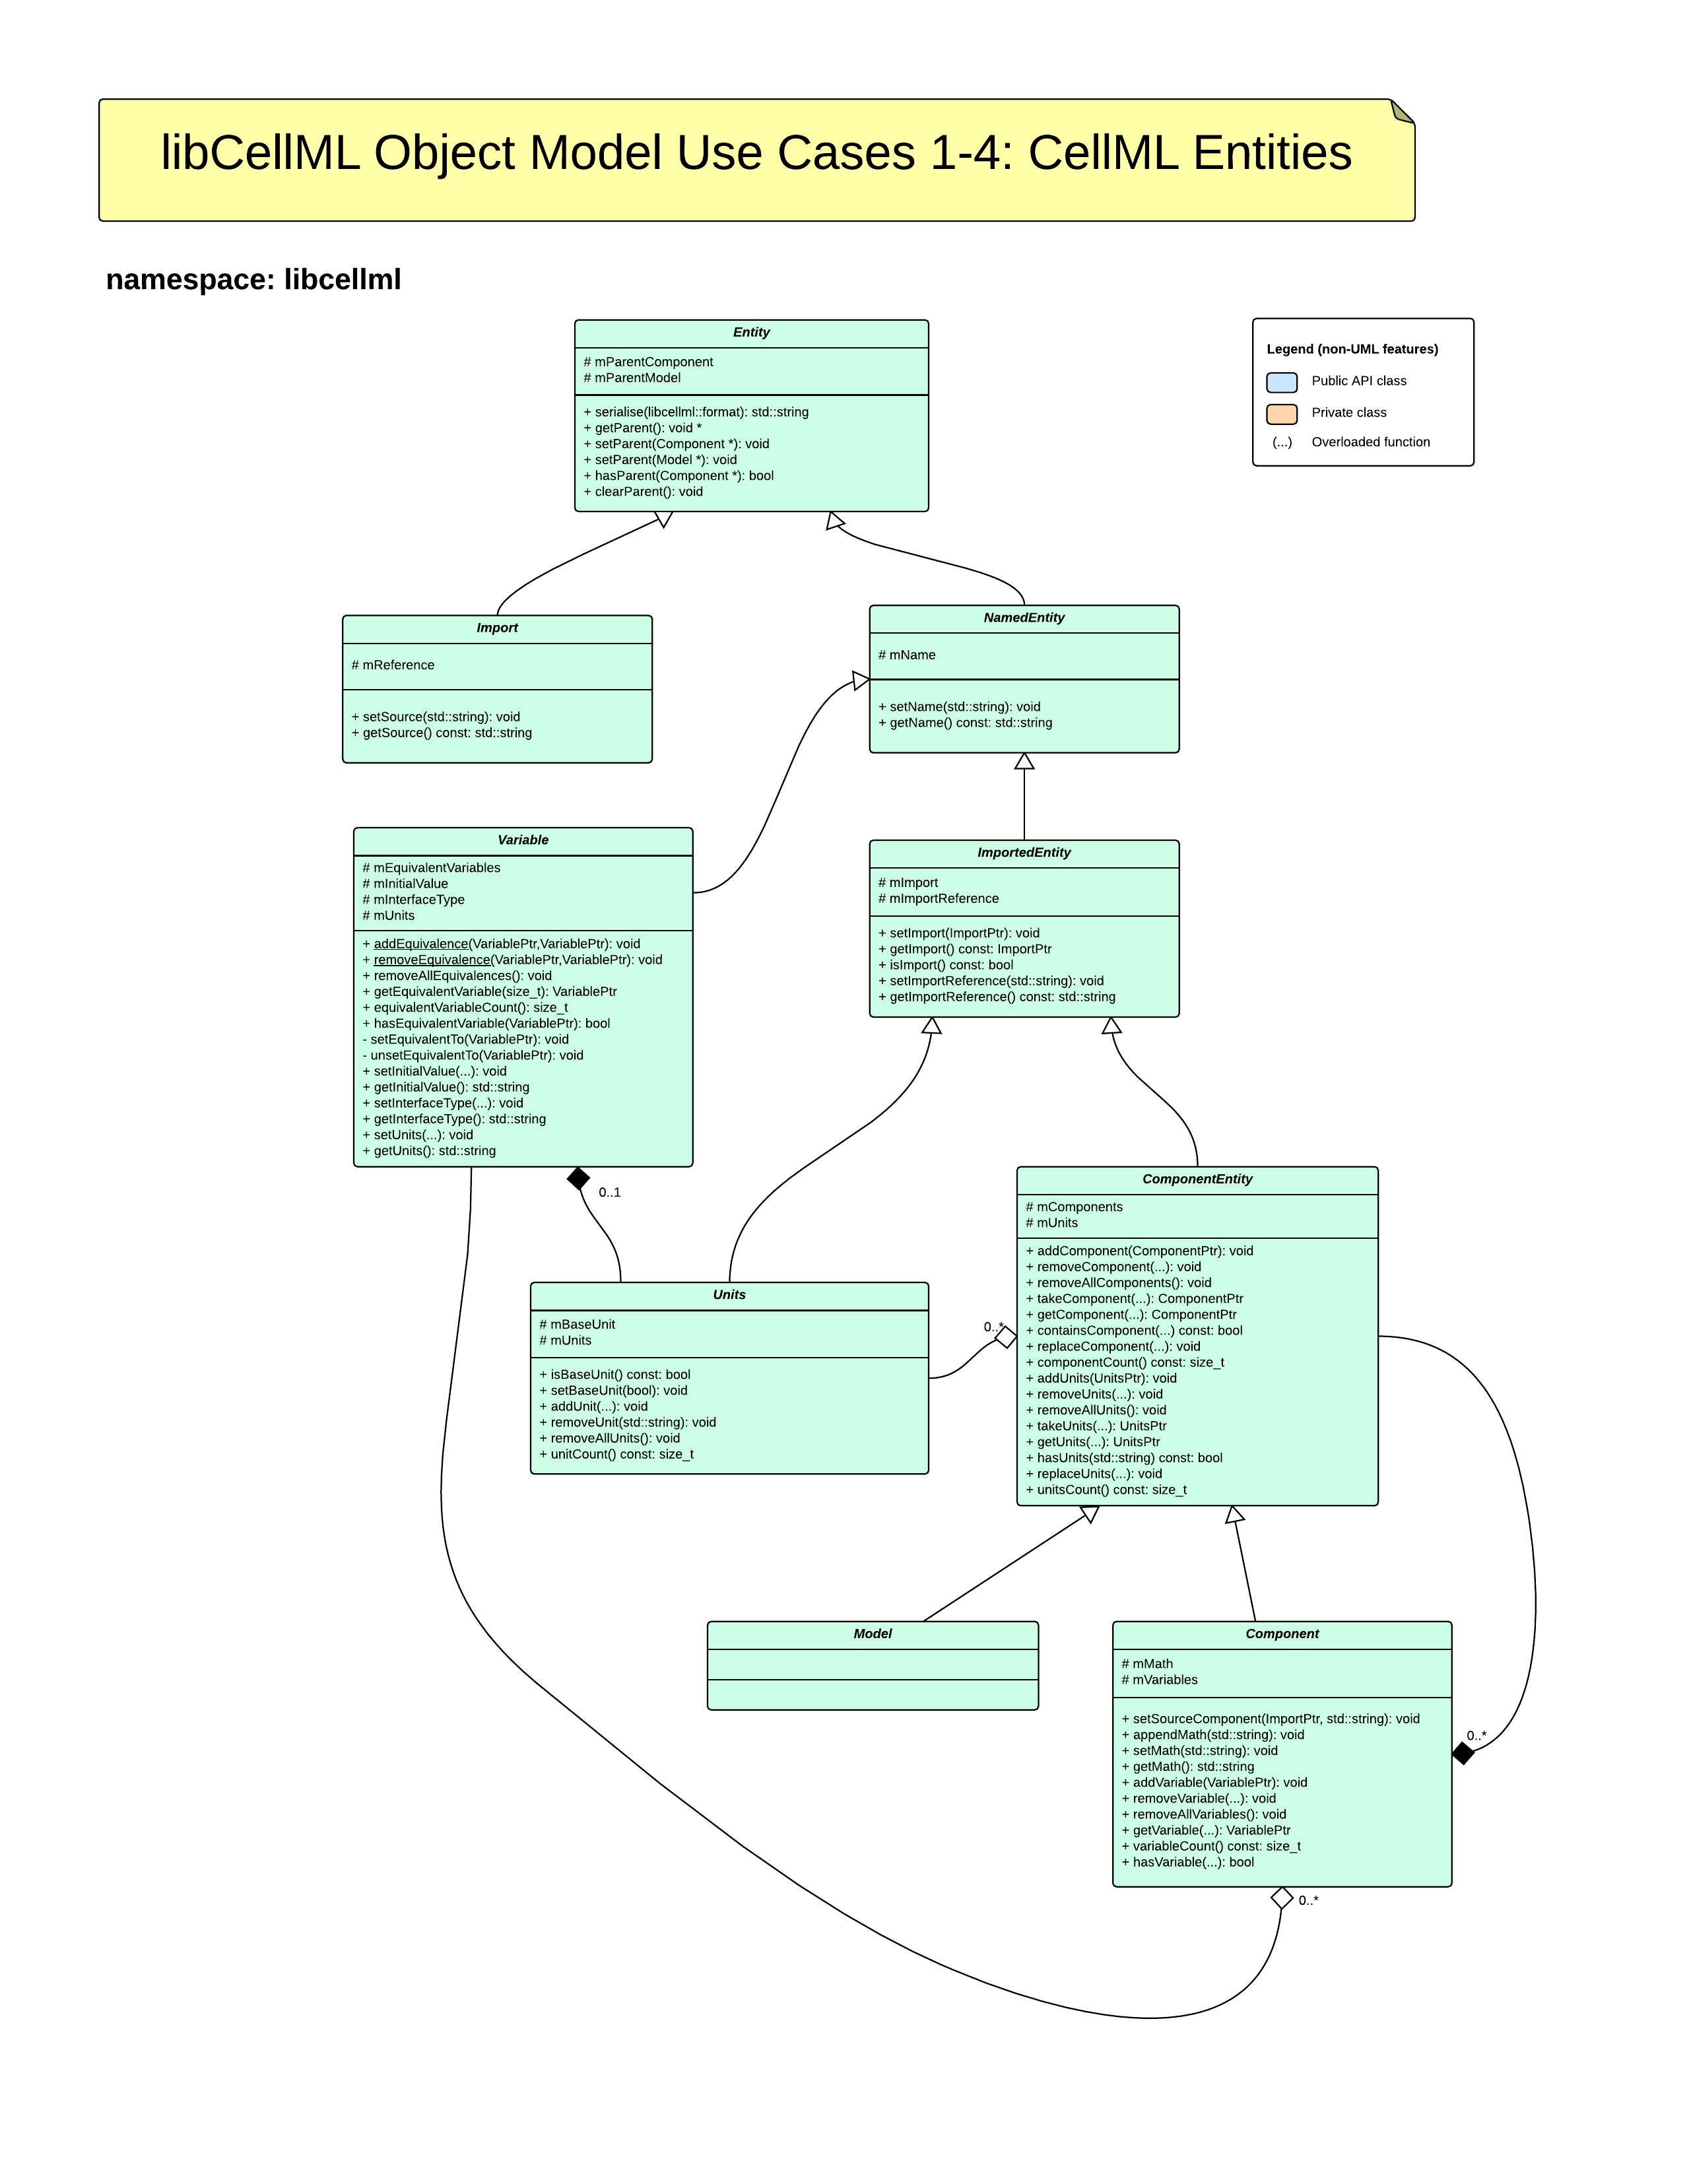 libCellML Object Model Use Cases 1-4: CellML Entities
namespace: libcellml
Entity
# mParentComponent
# mParentModel
+ serialise(libcellml::format): std::string
+ getParent(): void *
+ setParent(Component *): void
+ setParent(Model *): void
+ hasParent(Component *): bool
+ clearParent(): void
Legend (non-UML features)
Public API class
Private class
(...) Overloaded function
Import
# mReference
+ setSource(std::string): void
+ getSource() const: std::string
NamedEntity
# mName
+ setName(std::string): void
+ getName() const: std::string
Variable
# mEquivalentVariables
# mInitialValue
# mInterfaceType
# mUnits
+ addEquivalence(VariablePtr,VariablePtr): void
+ removeEquivalence(VariablePtr,VariablePtr): void
+ removeAllEquivalences(): void
+ getEquivalentVariable(size_t): VariablePtr
+ equivalentVariableCount(): size_t
+ hasEquivalentVariable(VariablePtr): bool
- setEquivalentTo(VariablePtr): void
- unsetEquivalentTo(VariablePtr): void
+ setInitialValue(...): void
+ getInitialValue(): std::string
+ setInterfaceType(...): void
+ getInterfaceType(): std::string
+ setUnits(...): void
+ getUnits(): std::string
0..1
ImportedEntity
# mImport
# mImportReference
+ setImport(ImportPtr): void
+ getImport() const: ImportPtr
+ isImport() const: bool
+ setImportReference(std::string): void
+ getImportReference() const: std::string
Units
# mBaseUnit
# mUnits
+ isBaseUnit() const: bool
+ setBaseUnit(bool): void
+ addUnit(...): void
+ removeUnit(std::string): void
+ removeAllUnits(): void
+ unitCount() const: size_t
0..*
ComponentEntity
# mComponents
# mUnits
+ addComponent(ComponentPtr): void
+ removeComponent(...): void
+ removeAllComponents(): void
+ takeComponent(...): ComponentPtr
+ getComponent(...): ComponentPtr
+ containsComponent(...) const: bool
+ replaceComponent(...): void
+ componentCount() const: size_t
+ addUnits(UnitsPtr): void
+ removeUnits(...): void
+ removeAllUnits(): void
+ takeUnits(...): UnitsPtr
+ getUnits(...): UnitsPtr
+ hasUnits(std::string) const: bool
+ replaceUnits(...): void
+ unitsCount() const: size_t
Model
Component
# mMath
# mVariables
+ setSourceComponent(ImportPtr, std::string): void
+ appendMath(std::string): void
+ setMath(std::string): void
+ getMath(): std::string
+ addVariable(VariablePtr): void
+ removeVariable(...): void
+ removeAllVariables(): void
+ getVariable(...): VariablePtr
+ variableCount() const: size_t
+ hasVariable(...): bool
0..*
0..*